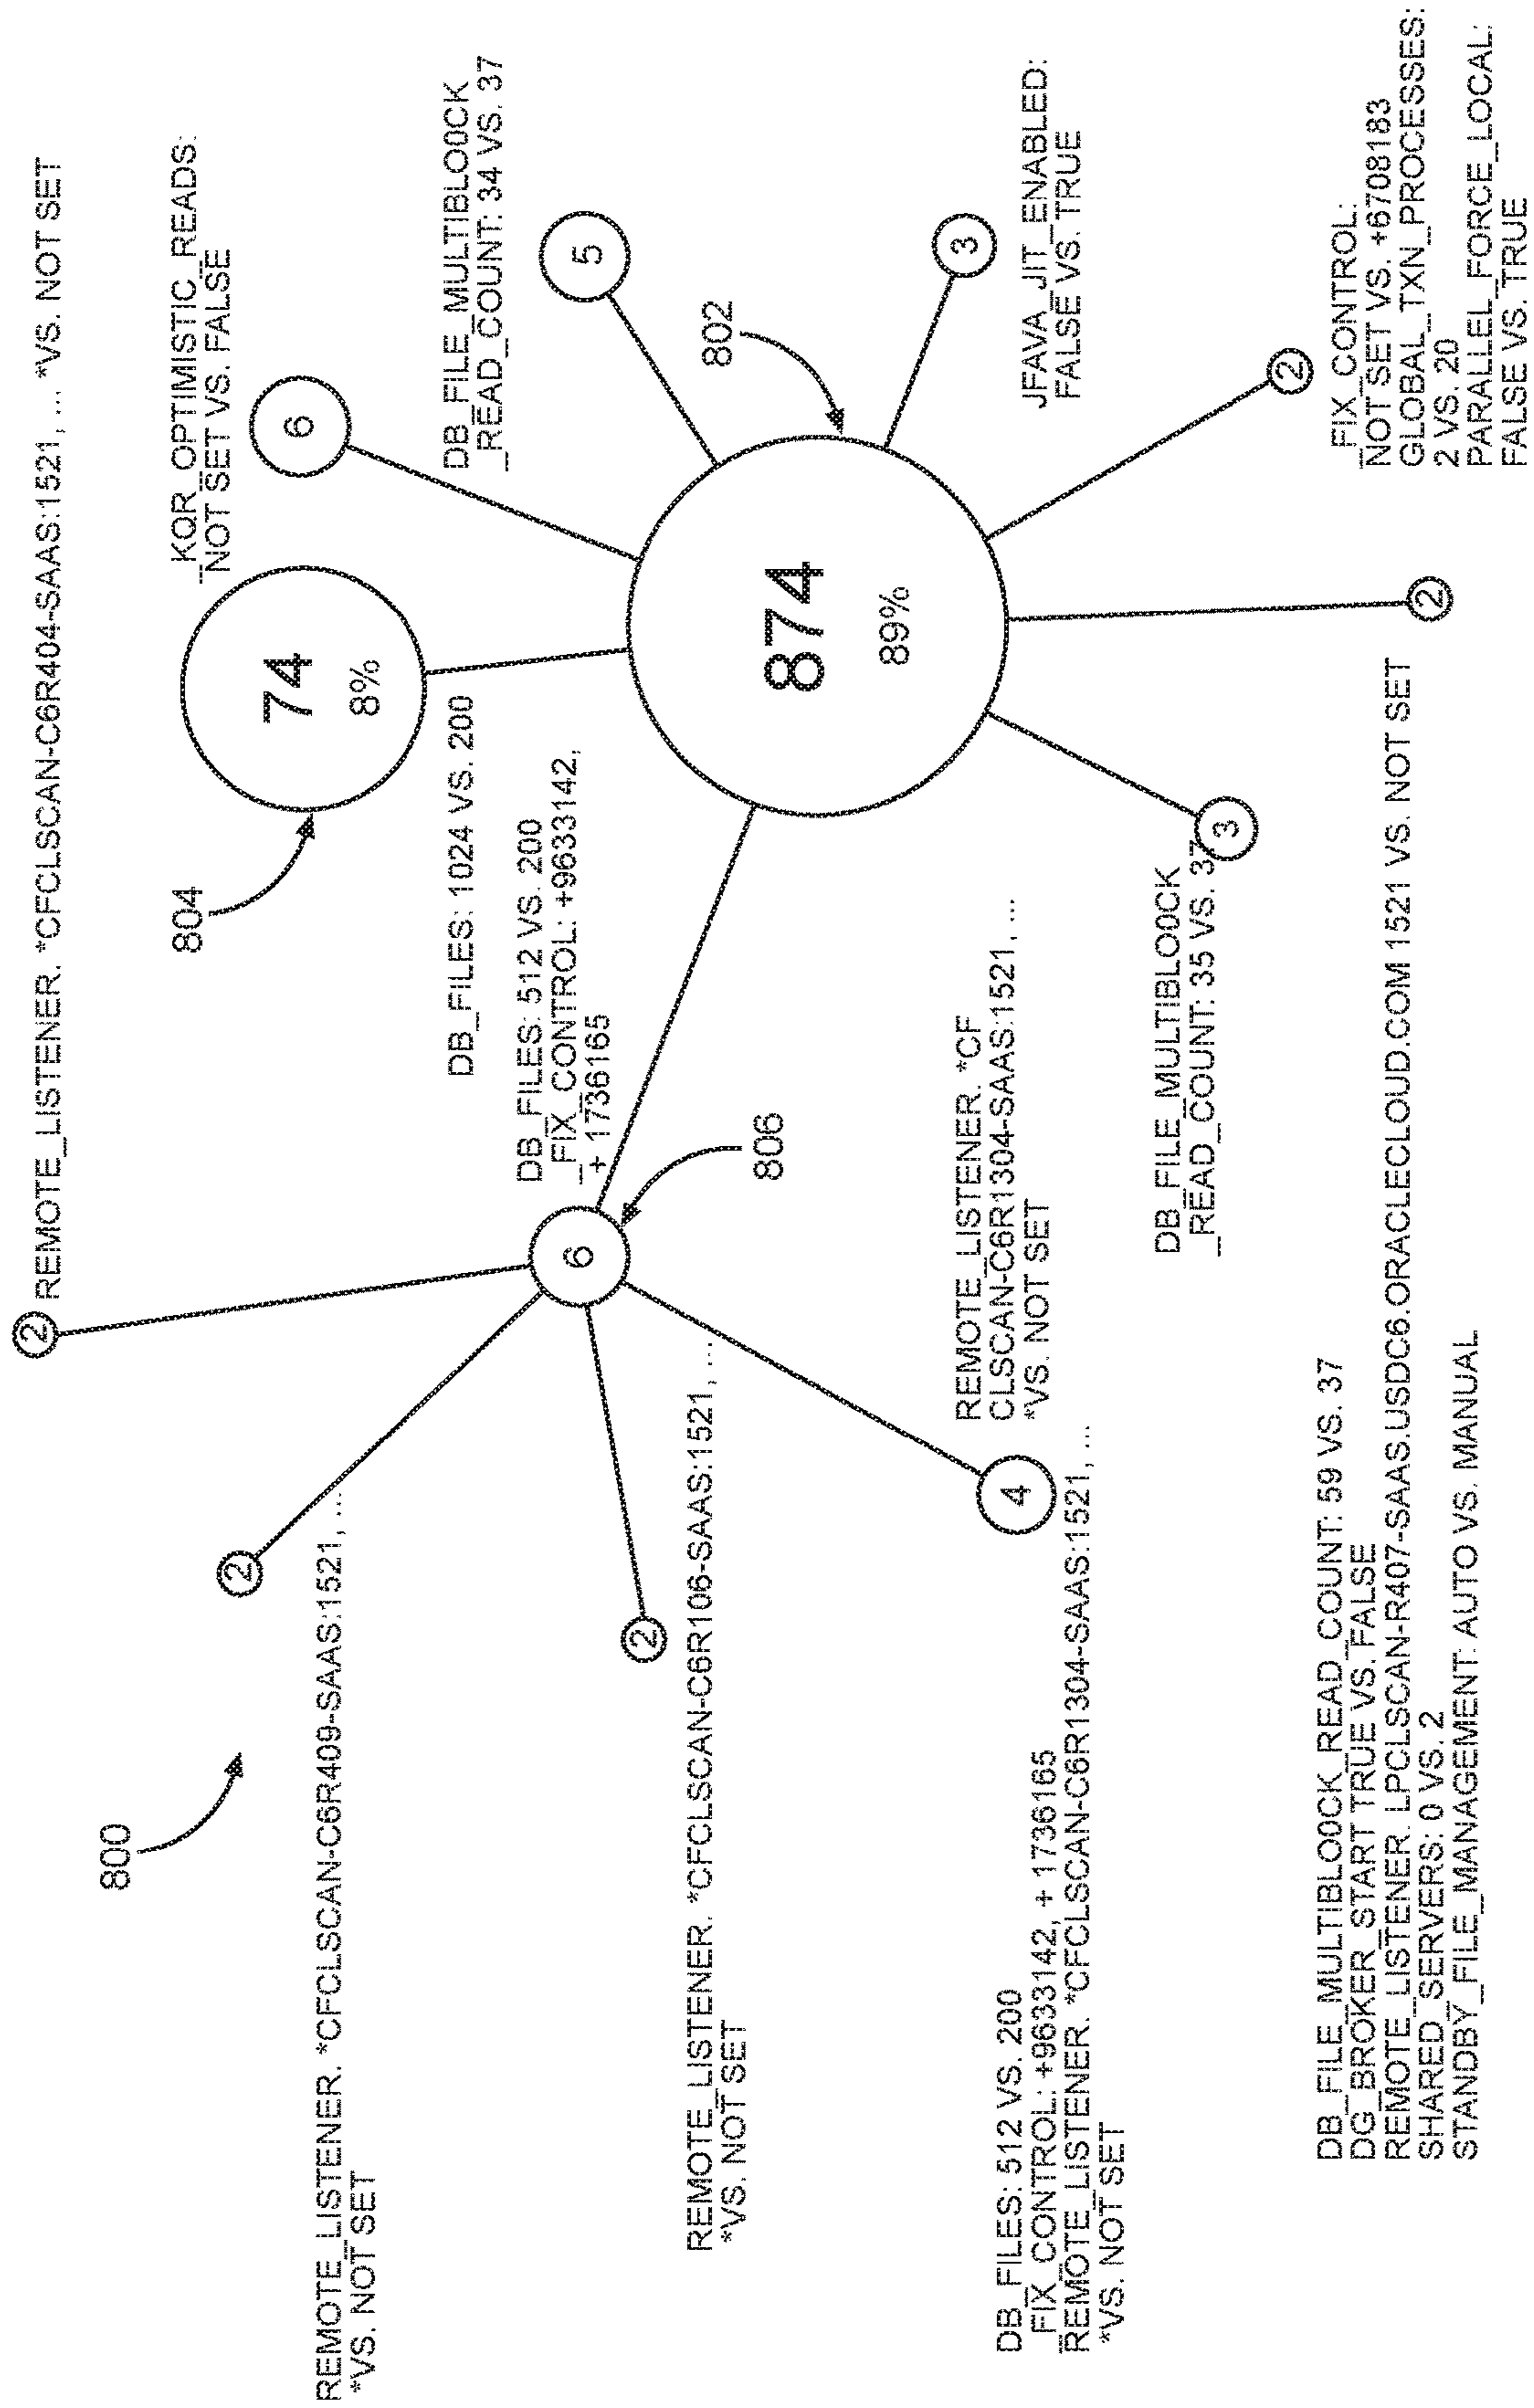 800
REMOTE_LISTENER. *CFCLSCAN-C6R404-SAAS:1521, ... *VS. NOT SET
2
804
74
8%
KQR_OPTIMISTIC_READS:
NOT SET VS. FALSE
6
2
REMOTE_LISTENER. *CFCLSCAN-C6R409-SAAS:1521, ...
*VS. NOT SET
DB_FILES: 1024 VS. 200
DB_FILE_MULTIBLO0CK
_READ_COUNT: 34 VS. 37
5
DB_FILES: 512 VS. 200
_FIX_CONTROL: +9633142,
+ 1736165
6
806
2
REMOTE_LISTENER. *CFCLSCAN-C6R106-SAAS:1521, ...
*VS. NOT SET
802
874
89%
3
JFAVA_JIT_ENABLED:
FALSE VS. TRUE
REMOTE_LISTENER. *CF
CLSCAN-C6R1304-SAAS:1521, ...
*VS. NOT SET
4
DB_FILES: 512 VS. 200
_FIX_CONTROL: +9633142, + 1736165
REMOTE_LISTENER. *CFCLSCAN-C6R1304-SAAS:1521, ...
*VS. NOT SET
DB_FILE_MULTIBLO0CK
_READ_COUNT: 35 VS. 37
3
2
_FIX_CONTROL:
NOT SET VS. +6708183
GLOBAL_TXN_PROCESSES:
2 VS. 20
PARALLEL_FORCE_LOCAL:
FALSE VS. TRUE
2
DB_FILE_MULTIBLO0CK_READ_COUNT: 59 VS. 37
DG_BROKER_START TRUE VS. FALSE
REMOTE_LISTENER. LPCLSCAN-R407-SAAS.USDC6.ORACLECLOUD.COM 1521 VS. NOT SET
SHARED_SERVERS: 0 VS. 2
STANDBY_FILE_MANAGEMENT: AUTO VS. MANUAL